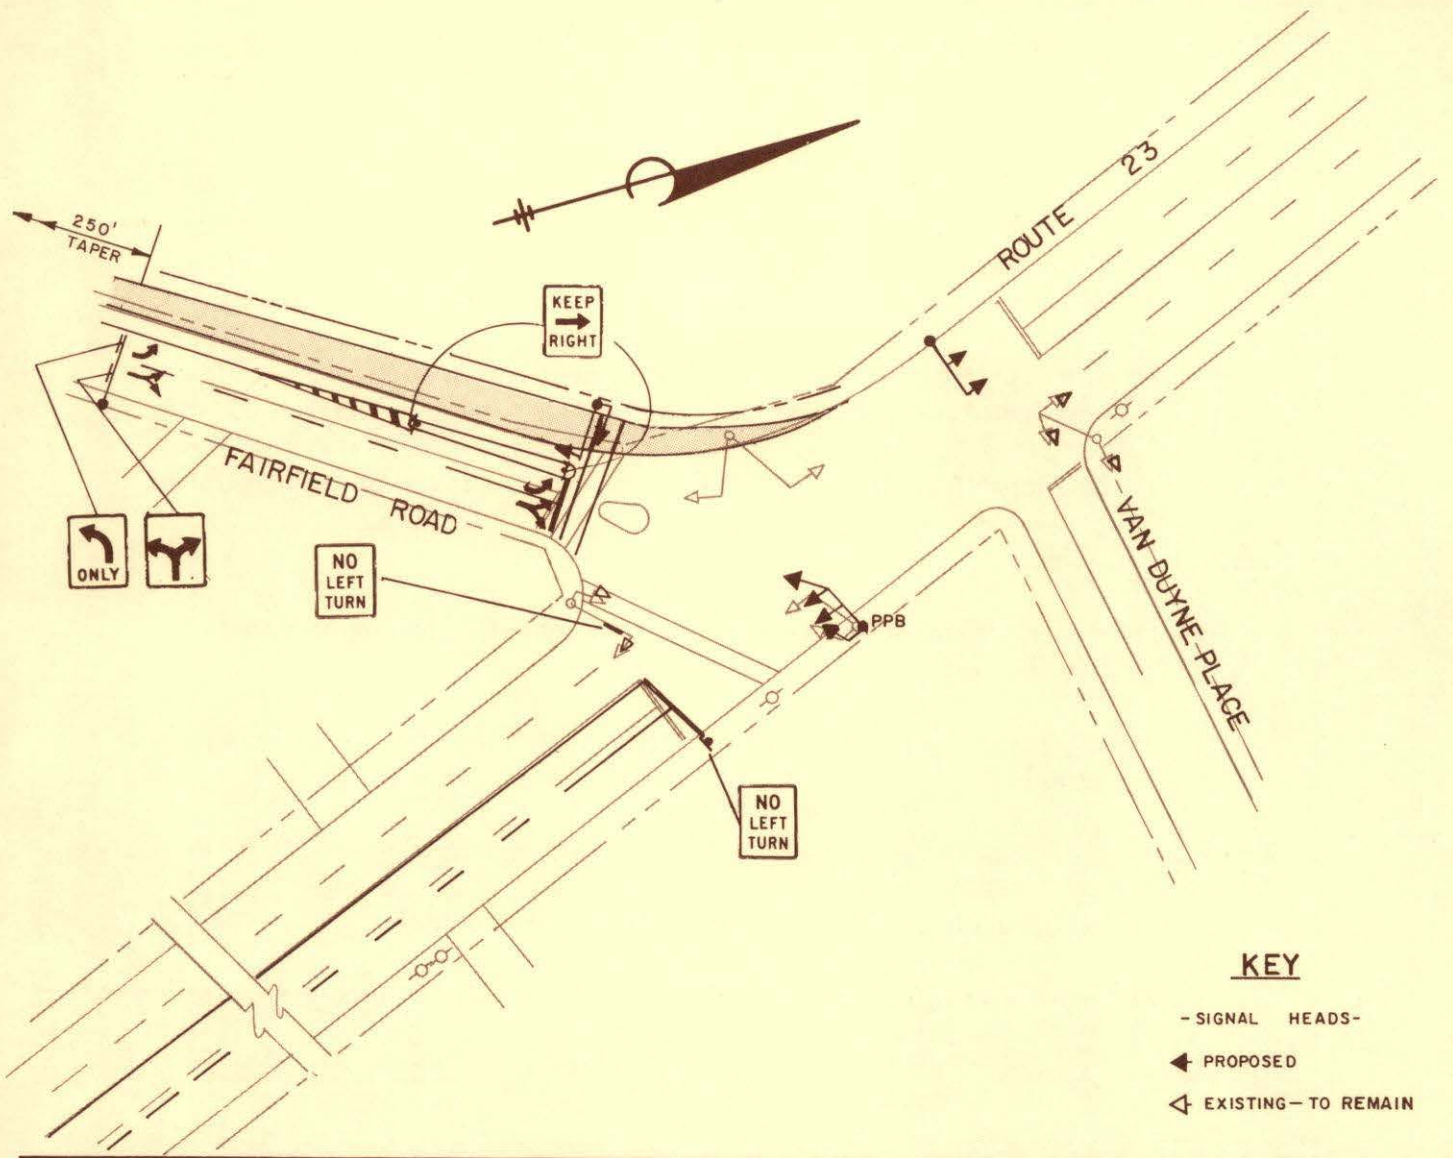 ROUTE 23
250'
TAPER
KEEP
RIGHT
FAIRFIELD ROAD
ONLY
NO
LEFT
TURN
PPB
VAN DUYNE PLACE
NO
LEFT
TURN
KEY
- SIGNAL HEADS-
PROPOSED
EXISTING— TO REMAIN